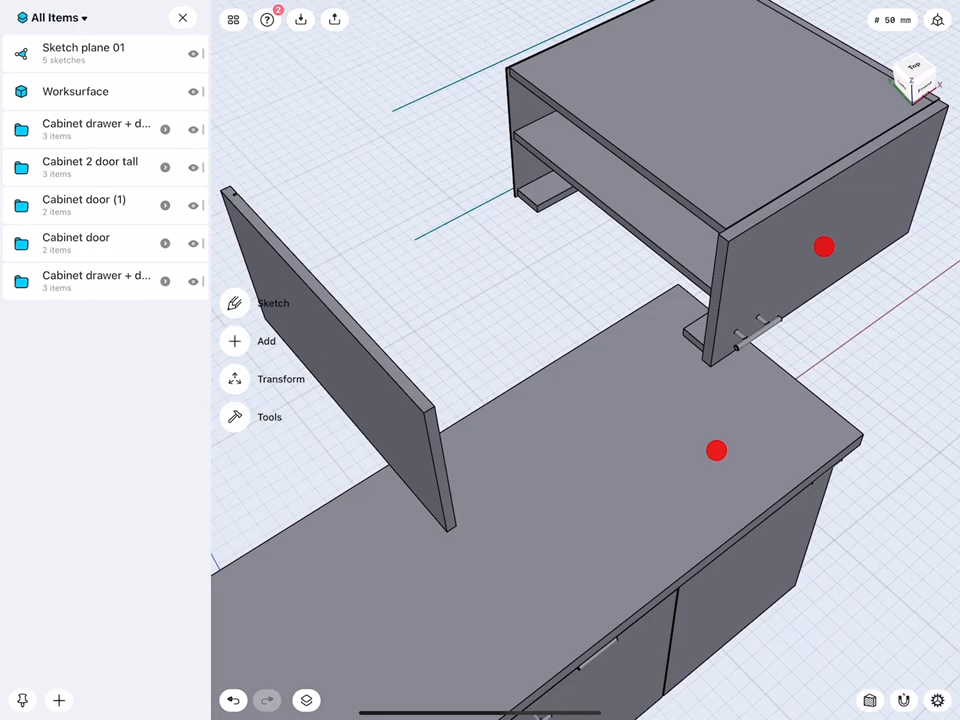 All Items ▾
Sketch plane 01
5 sketches
Worksurface
Cabinet drawer + d...
3 items
Cabinet 2 door tall
3 items
Cabinet door (1)
2 items
Cabinet door
2 items
Cabinet drawer + d...
3 items
2
# 50 mm
Top
Z
X
Sketch
Add
Transform
Tools